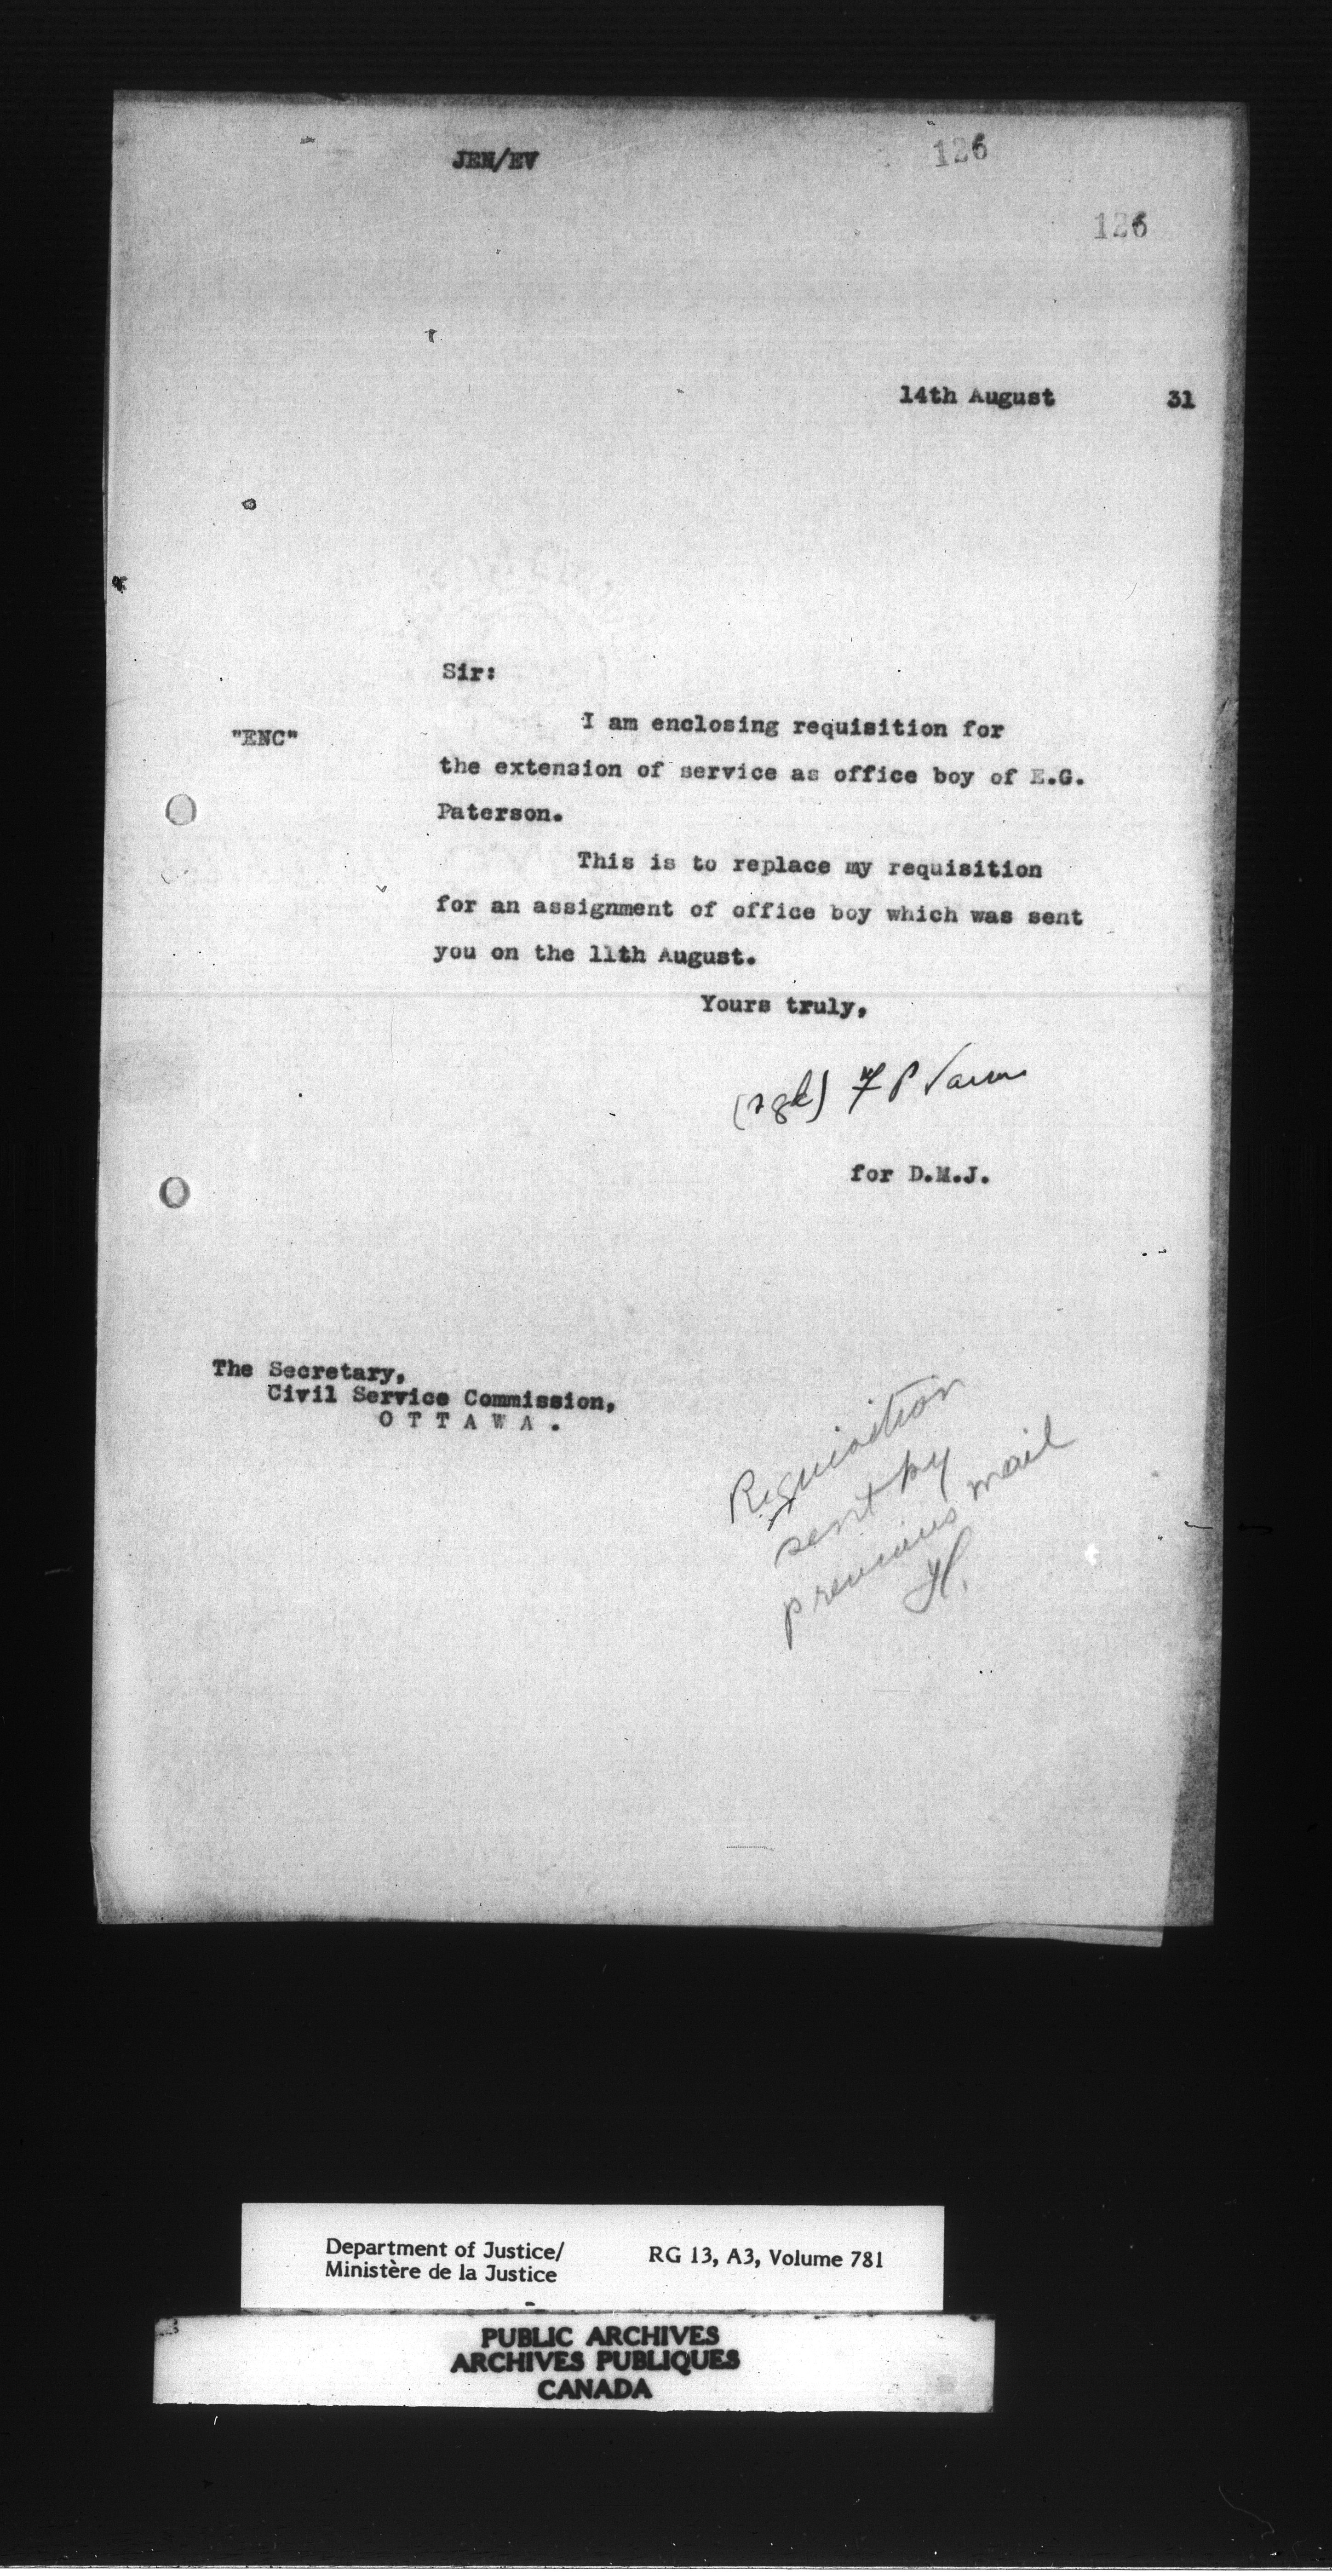 JEN/EV
126
126
14th August 31
Sir:
"ENC"
I am enclosing requisition for
the extension of service as office boy of E.G.
Paterson.
This is to replace my requisition
for an assignment of office boy which was sent
you on the 11th August.
Yours truly,
(sgd) F P Varcoe
for D.M.J.
The Secretary,
Civil Service Commission,
O T T A W A .
Requisition
sent by
previous mail
H.
Department of Justice/
Ministère de la Justice
RG 13, A3, Volume 781
PUBLIC ARCHIVES
ARCHIVES PUBLIQUES
CANADA